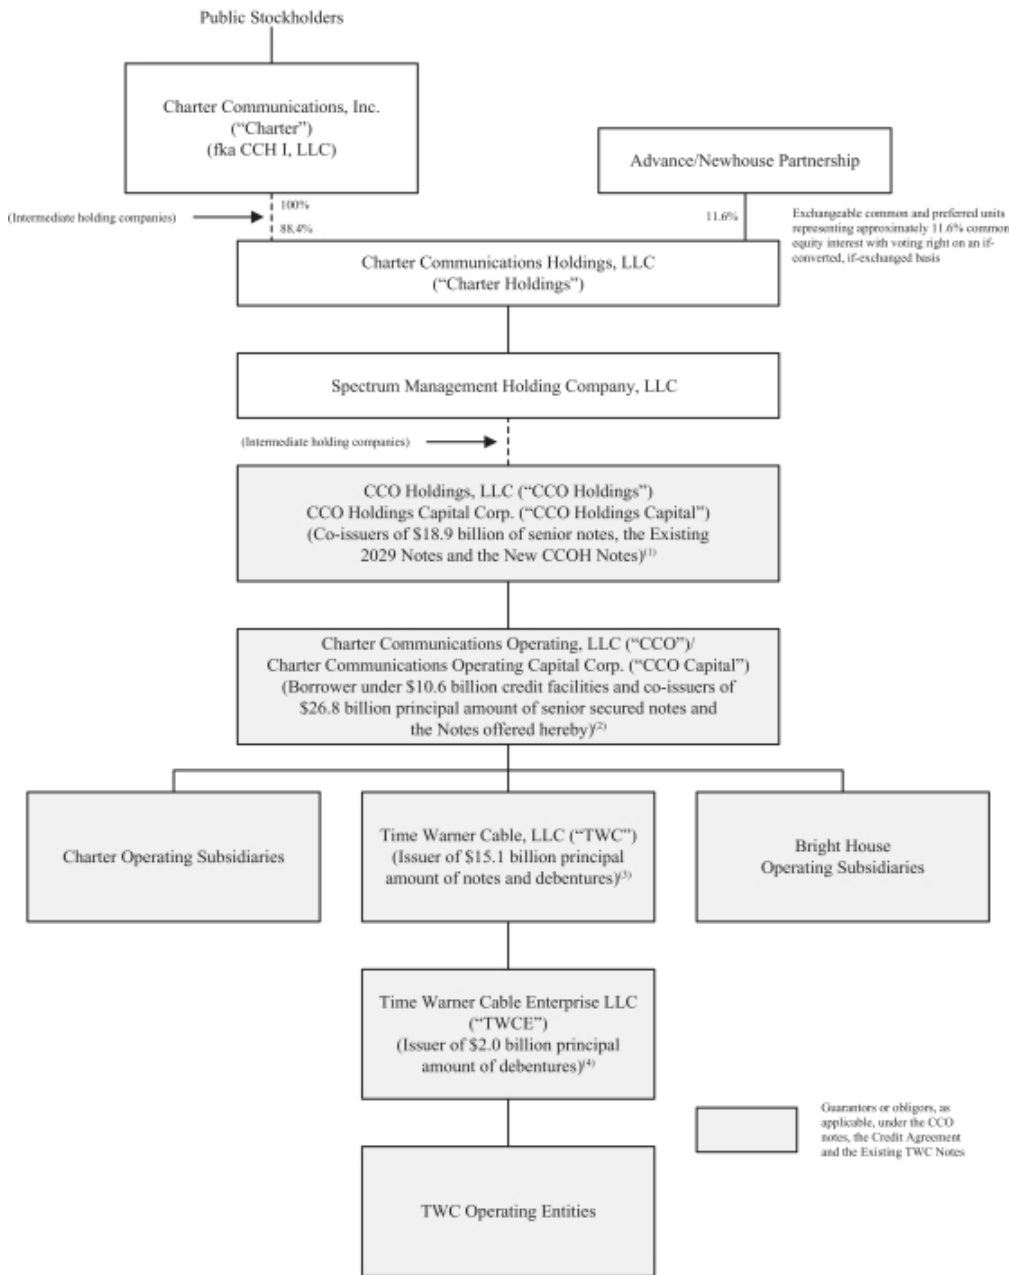 Public Stockholders
Charter Communications, Inc.
(“Charter”)
(fka CCH I, LLC)
Advance/Newhouse Partnership
(Intermediate holding companies)
100%
88.4%
11.6%
Exchangeable common and preferred units
representing approximately 11.6% common
equity interest with voting right on an if-
converted, if-exchanged basis
Charter Communications Holdings, LLC
(“Charter Holdings”)
Spectrum Management Holding Company, LLC
(Intermediate holding companies)
CCO Holdings, LLC (“CCO Holdings”)
CCO Holdings Capital Corp. (“CCO Holdings Capital”)
(Co-issuers of $18.9 billion of senior notes, the Existing
2029 Notes and the New CCOH Notes)(1)
Charter Communications Operating, LLC (“CCO”)/
Charter Communications Operating Capital Corp. (“CCO Capital”)
(Borrower under $10.6 billion credit facilities and co-issuers of
$26.8 billion principal amount of senior secured notes and
the Notes offered hereby)(2)
Charter Operating Subsidiaries
Time Warner Cable, LLC (“TWC”)
(Issuer of $15.1 billion principal
amount of notes and debentures)(3)
Bright House
Operating Subsidiaries
Time Warner Cable Enterprise LLC
(“TWCE”)
(Issuer of $2.0 billion principal
amount of debentures)(4)
Guarantors or obligors, as
applicable, under the CCO
notes, the Credit Agreement
and the Existing TWC Notes
TWC Operating Entities